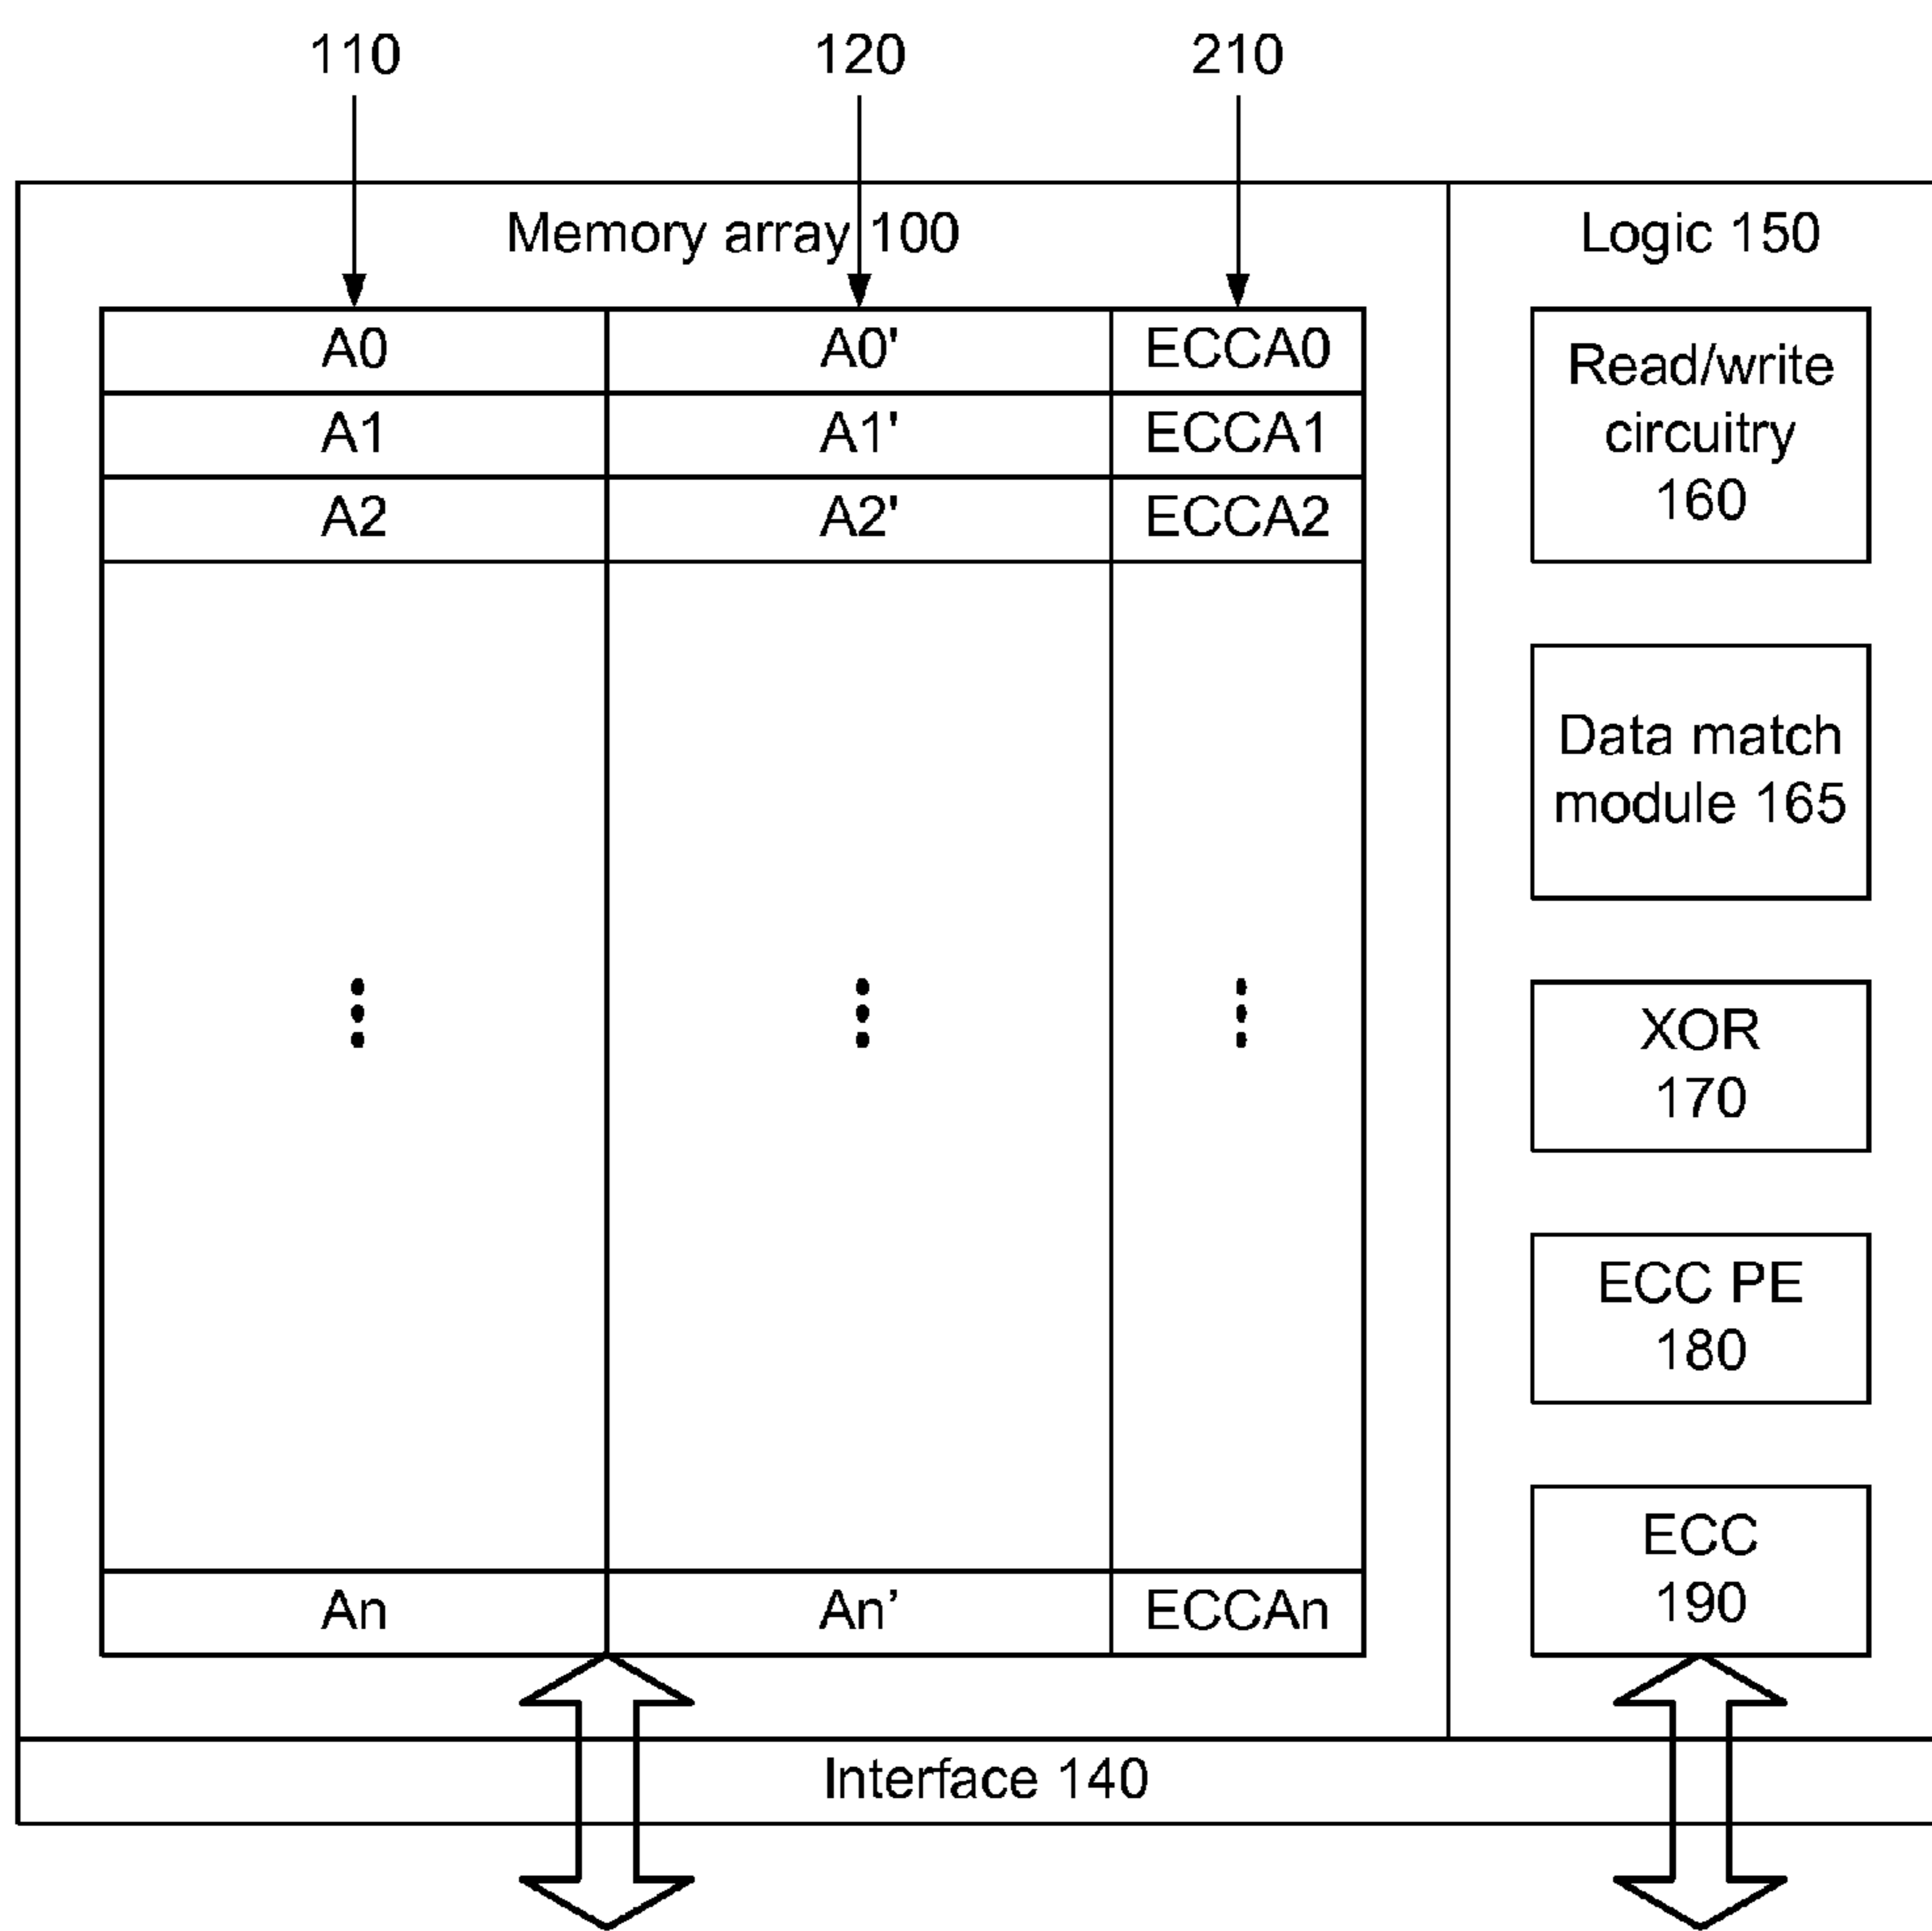 110 120 210
Memory array 100
Logic 150
A0 A0' ECCA0
A1 A1' ECCA1
A2 A2' ECCA2
An An’ ECCAn
Read/write
circuitry
160
Data match
module 165
XOR
170
ECC PE
180
ECC
190
Interface 140